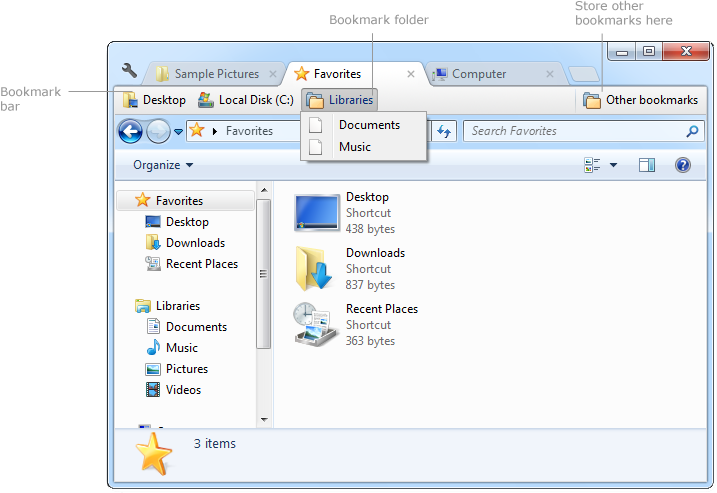 Bookmark folder
Store other
bookmarks here
Bookmark
bar
Sample Pictures
Favorites
Computer
Desktop
Local Disk (C:)
Libraries
Other bookmarks
Documents
Music
Favorites
Search Favorites
Organize
Favorites
Desktop
Downloads
Recent Places
Libraries
Documents
Music
Pictures
Videos
Desktop
Shortcut
438 bytes
Downloads
Shortcut
837 bytes
Recent Places
Shortcut
363 bytes
3 items